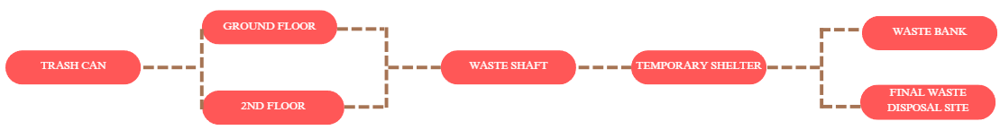 TRASH CAN
GROUND FLOOR
2ND FLOOR
WASTE SHAFT
TEMPORARY SHELTER
WASTE BANK
FINAL WASTE
DISPOSAL SITE